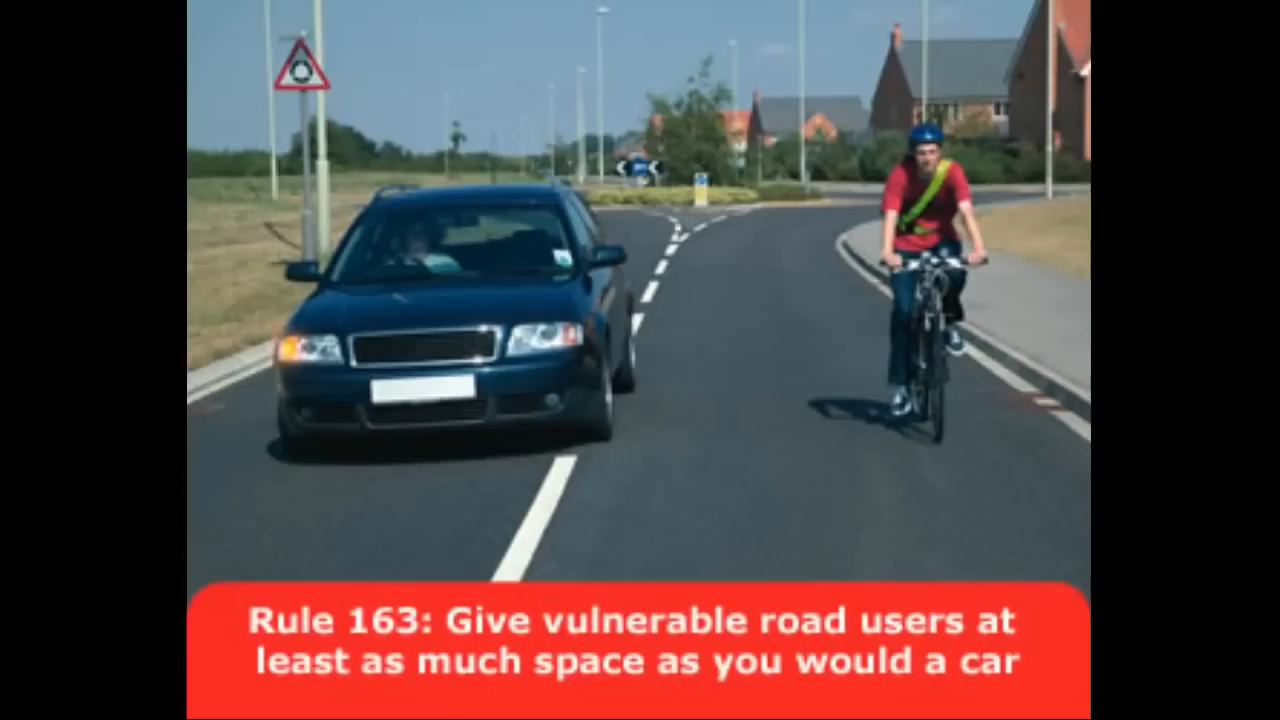 Rule 163: Give vulnerable road users at
least as much space as you would a car